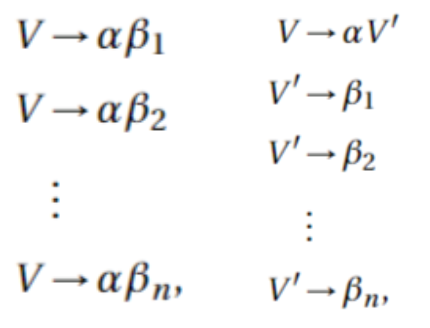 V → αβ₁
V → αβ₂
⋮
V → αβₙ,
V → αV′
V′ → β₁
V′ → β₂
⋮
V′ → βₙ,